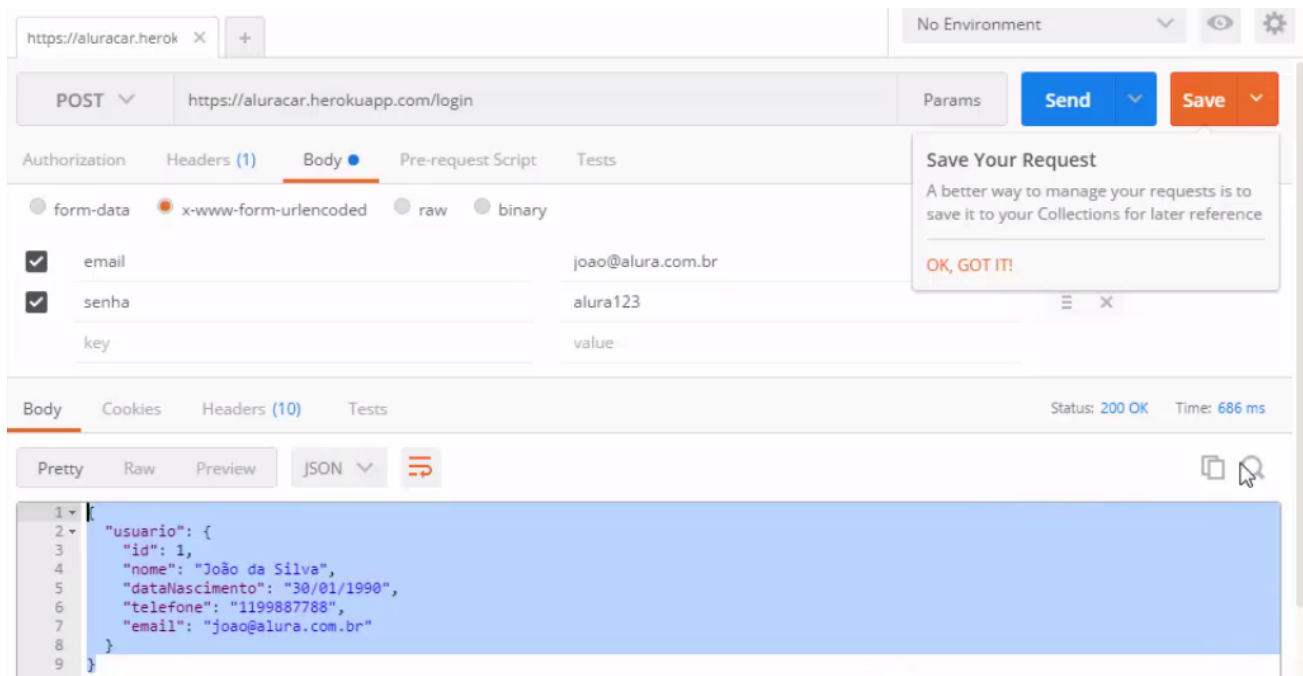 https://aluracar.herok
No Environment
POST
https://aluracar.herokuapp.com/login
Params
Send
Save
Authorization Headers (1) Body Pre-request Script Tests
Save Your Request
A better way to manage your requests is to
save it to your Collections for later reference
OK, GOT IT!
form-data x-www-form-urlencoded raw binary
email joao@alura.com.br
senha alura123
key value
Body Cookies Headers (10) Tests Status: 200 OK Time: 686 ms
Pretty Raw Preview JSON
1 {
2 "usuario": {
3 "id": 1,
4 "nome": "João da Silva",
5 "dataNascimento": "30/01/1990",
6 "telefone": "1199887788",
7 "email": "joao@alura.com.br"
8 }
9 }